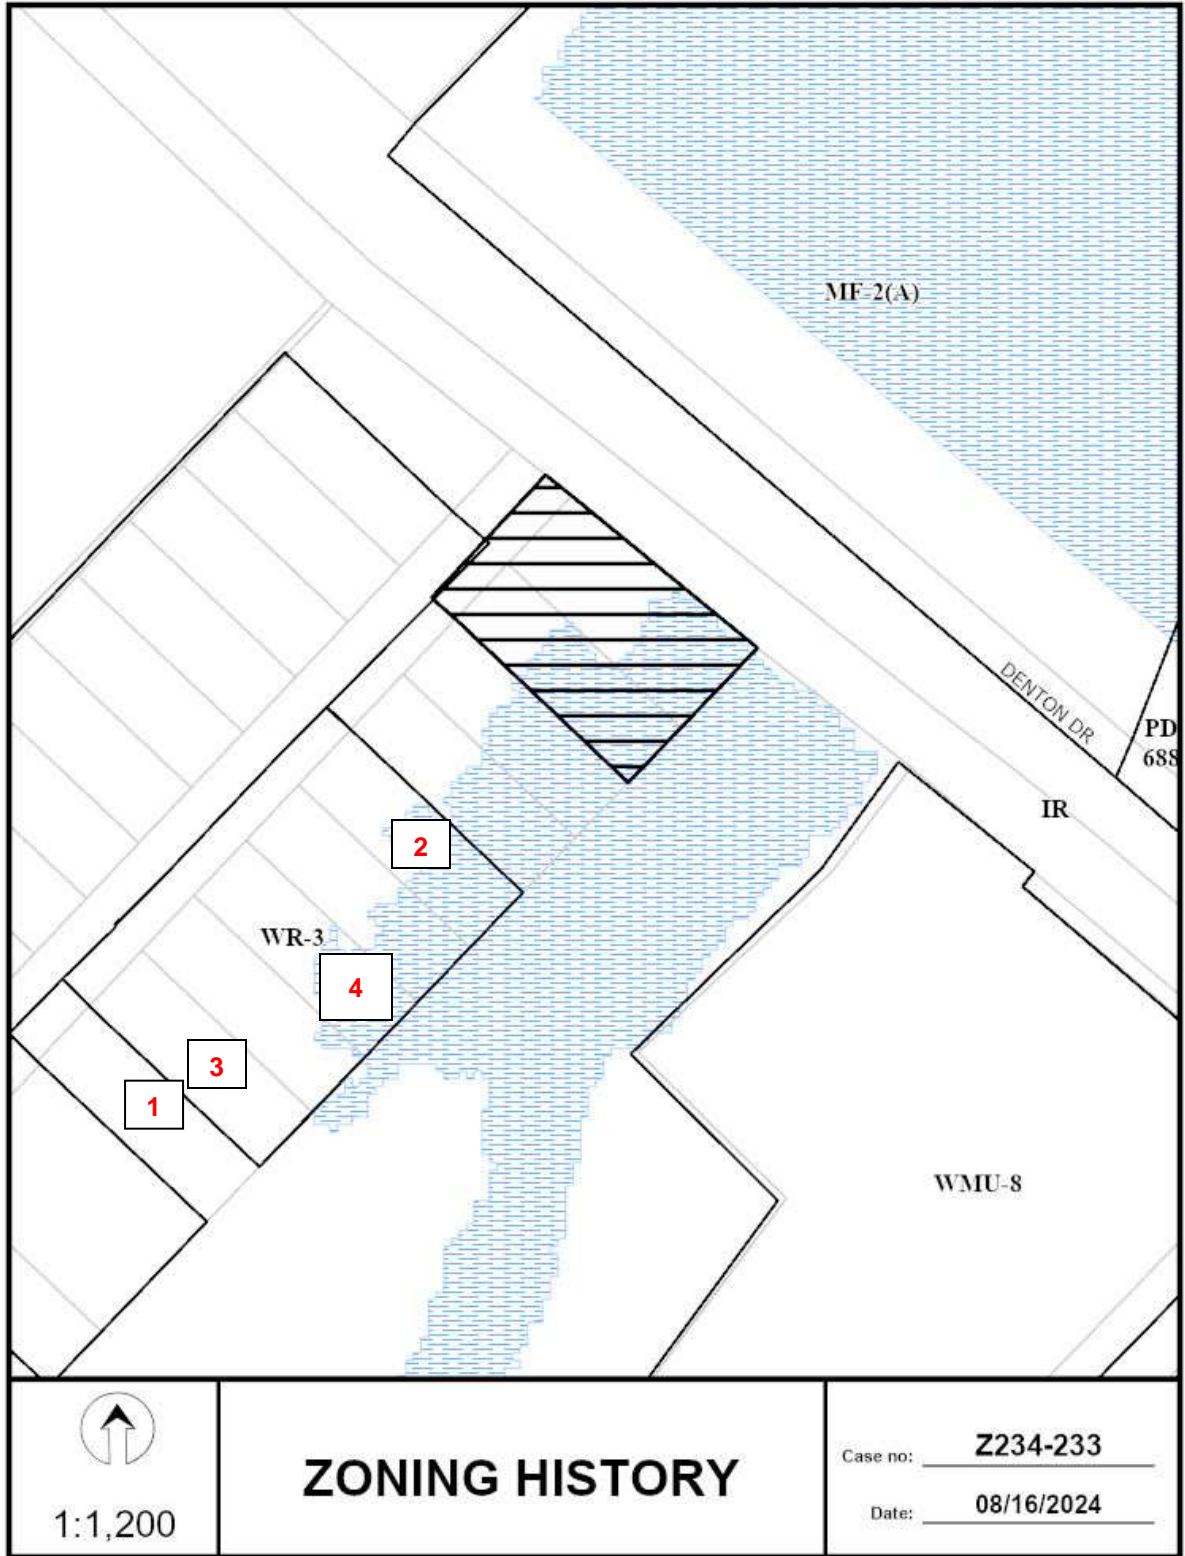 MF-2(A)
DENTON DR
PD
688
IR
2
WR-3
4
3
1
WMU-8
1:1,200
ZONING HISTORY
Case no: Z234-233
Date: 08/16/2024